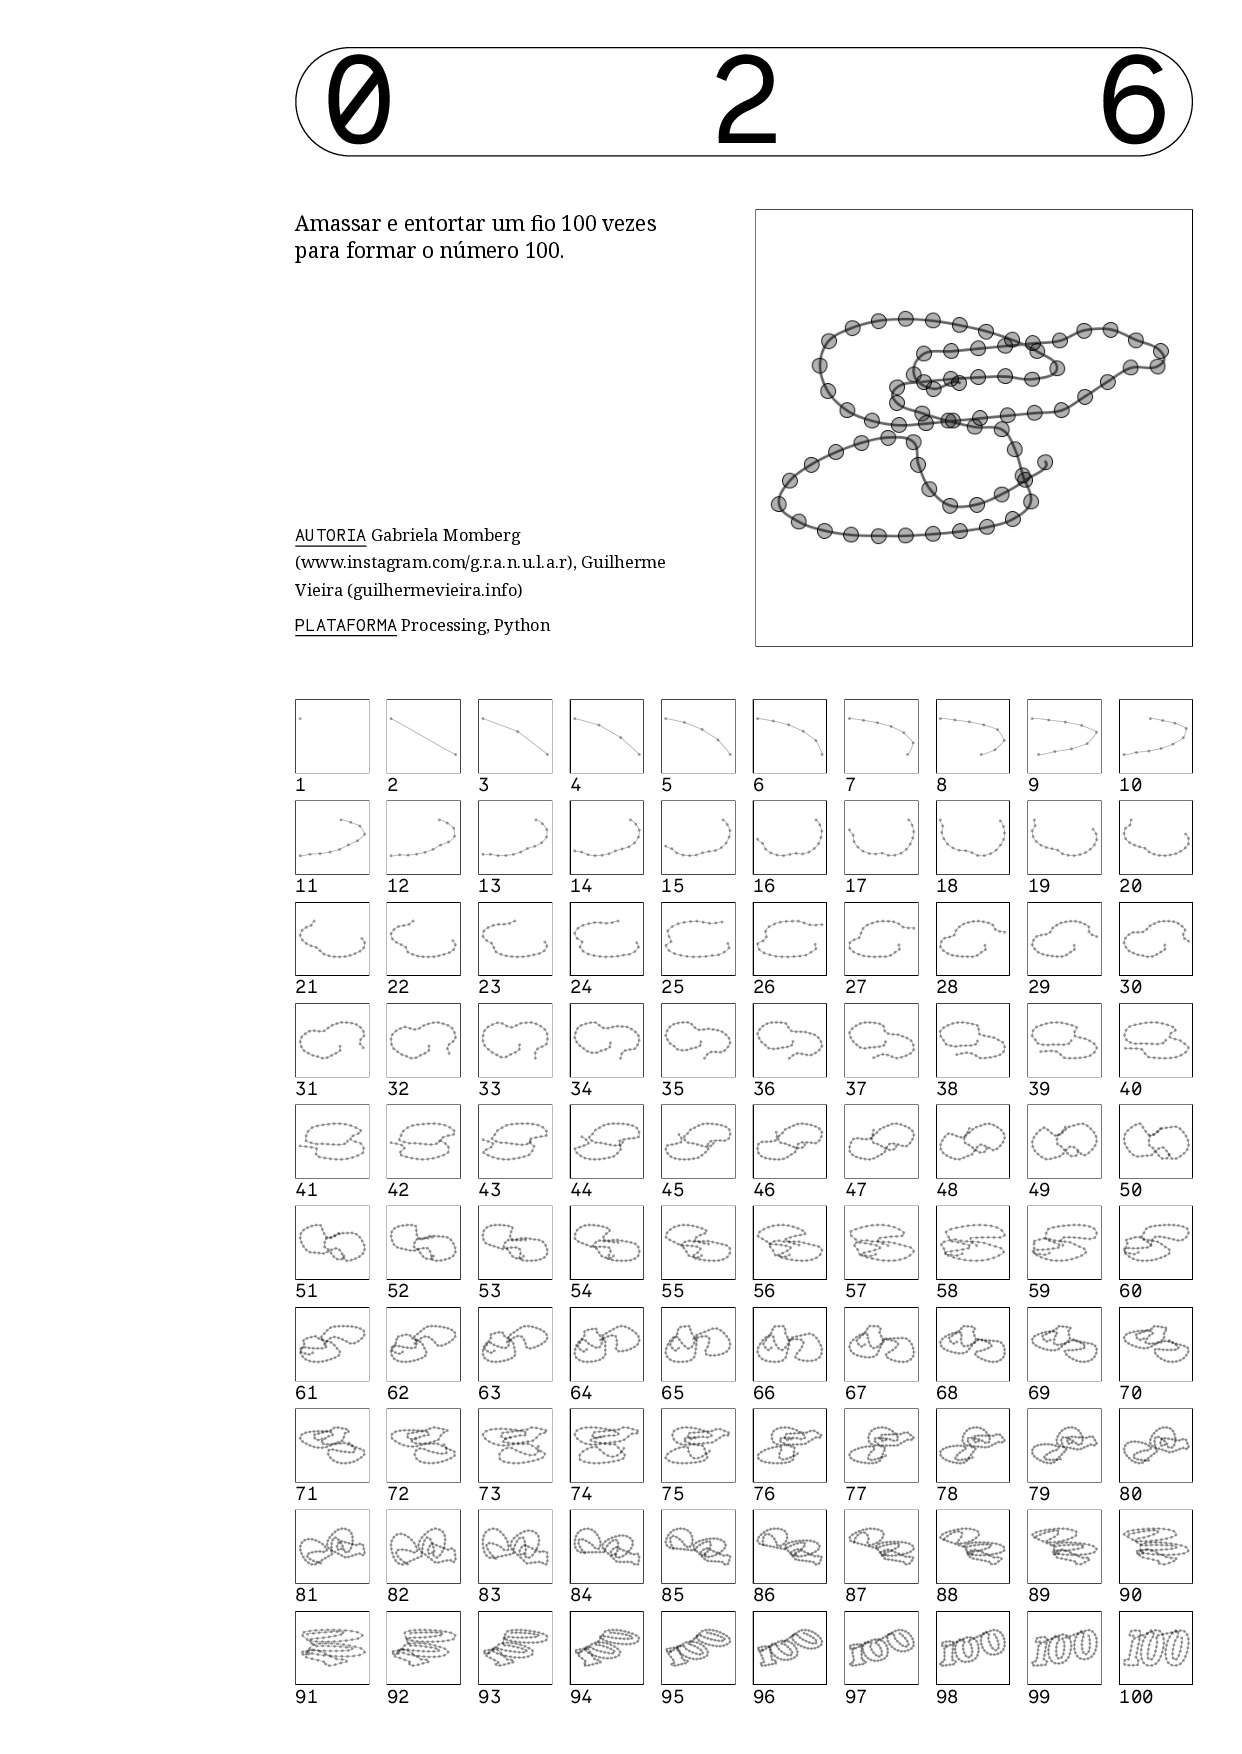 0 2 6
Amassar e entortar um fio 100 vezes
para formar o número 100.
AUTORIA Gabriela Momberg
(www.instagram.com/g.r.a.n.u.l.a.r), Guilherme
Vieira (guilhermevieira.info)
PLATAFORMA Processing, Python
1 2 3 4 5 6 7 8 9 10
11 12 13 14 15 16 17 18 19 20
21 22 23 24 25 26 27 28 29 30
31 32 33 34 35 36 37 38 39 40
41 42 43 44 45 46 47 48 49 50
51 52 53 54 55 56 57 58 59 60
61 62 63 64 65 66 67 68 69 70
71 72 73 74 75 76 77 78 79 80
81 82 83 84 85 86 87 88 89 90
100
91 92 93 94 95 96 97 98 99 100